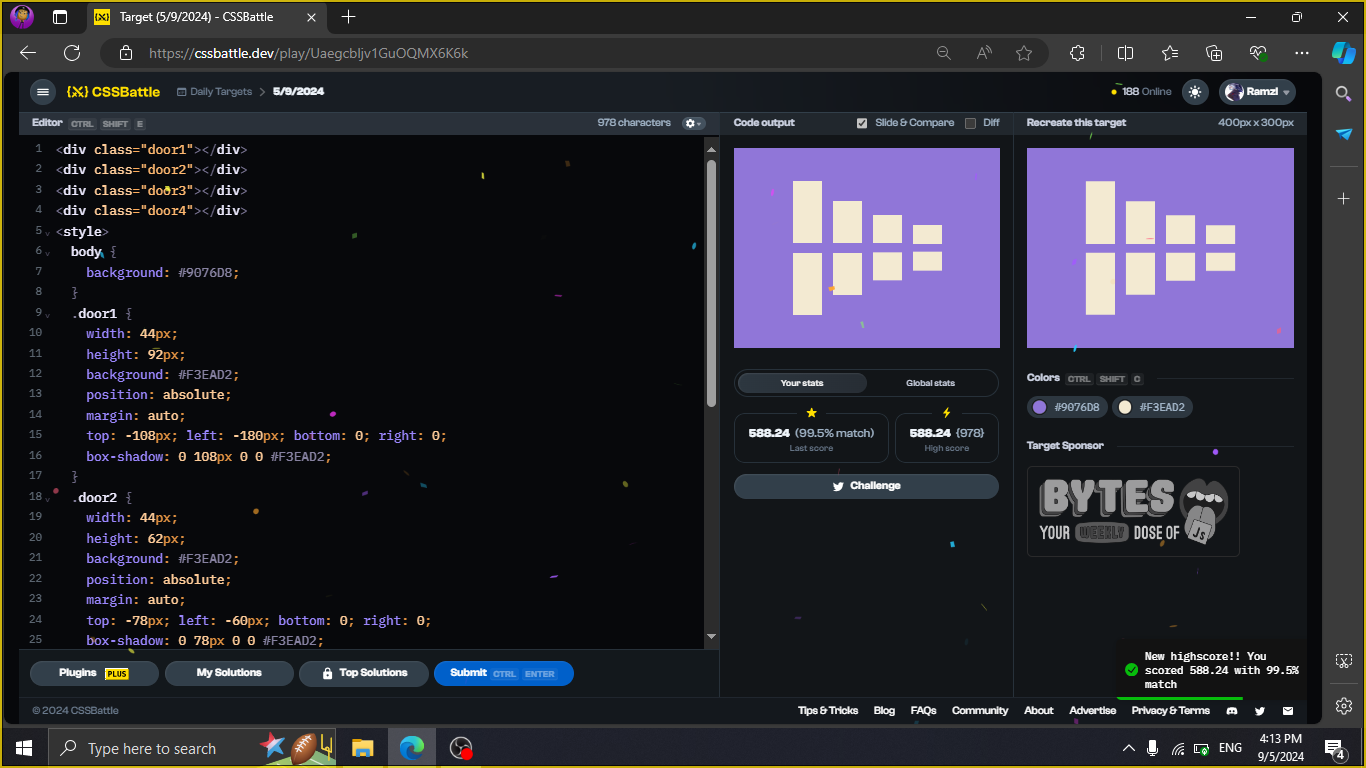 Target (5/9/2024) - CSSBattle
https://cssbattle.dev/play/Uaegcbljv1GuOQMX6K6k
{X} CSSBattle
Daily Targets > 5/9/2024
188 Online
Ramzi
Editor CTRL SHIFT E
978 characters
Code output
Slide & Compare
Diff
Recreate this target
400px x 300px
1 <div class="door1"></div>
2 <div class="door2"></div>
3 <div class="door3"></div>
4 <div class="door4"></div>
5 <style>
6 body {
7 background: #9076D8;
8 }
9 .door1 {
10 width: 44px;
11 height: 92px;
12 background: #F3EAD2;
13 position: absolute;
14 margin: auto;
15 top: -108px; left: -180px; bottom: 0; right: 0;
16 box-shadow: 0 108px 0 0 #F3EAD2;
17 }
18 .door2 {
19 width: 44px;
20 height: 62px;
21 background: #F3EAD2;
22 position: absolute;
23 margin: auto;
24 top: -78px; left: -60px; bottom: 0; right: 0;
25 box-shadow: 0 78px 0 0 #F3EAD2;
Your stats
Global stats
588.24 (99.5% match)
Last score
588.24 {978}
High score
Challenge
Colors CTRL SHIFT C
#9076D8
#F3EAD2
Target Sponsor
BYTES
YOUR WEEKLY DOSE OF JS
Plugins PLUS
My Solutions
Top Solutions
Submit CTRL ENTER
New highscore!! You
scored 588.24 with 99.5%
match
© 2024 CSSBattle
Tips & Tricks
Blog
FAQs
Community
About
Advertise
Privacy & Terms
Type here to search
ENG
4:13 PM
9/5/2024
4